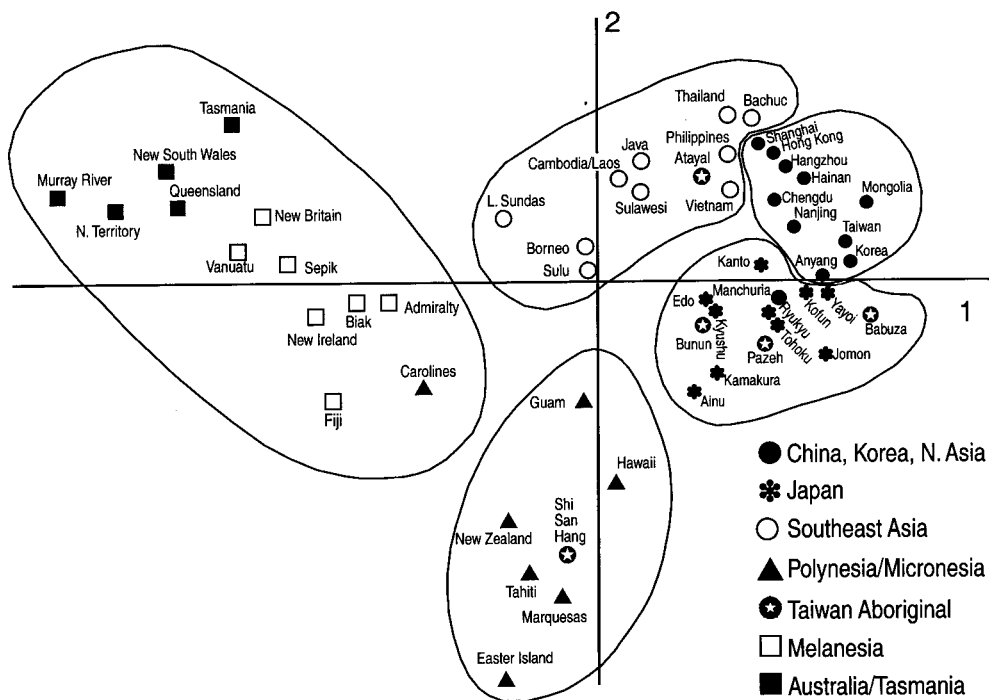 2
Thailand
Bachuc
Tasmania
Philippines
Shanghai
Java
Hong Kong
New South Wales
Atayal
Cambodia/Laos
Hangzhou
Murray River
Hainan
Queensland
Mongolia
L. Sundas
Chengdu
Sulawesi
Vietnam
New Britain
Nanjing
N. Territory
Taiwan
Borneo
Korea
Vanuatu
Sepik
Sulu
Kanto
Anyang
Manchuria
1
Edo
Biak
Admiralty
Ryukyu
Kofun
Yayoi
Babuza
New Ireland
Bunun
Kyushu
Tohoku
Pazeh
Jomon
Carolines
Kamakura
Ainu
Guam
Fiji
China, Korea, N. Asia
Hawaii
Japan
Shi
San
Hang
Southeast Asia
New Zealand
Polynesia/Micronesia
Tahiti
Taiwan Aboriginal
Marquesas
Melanesia
Easter Island
Australia/Tasmania